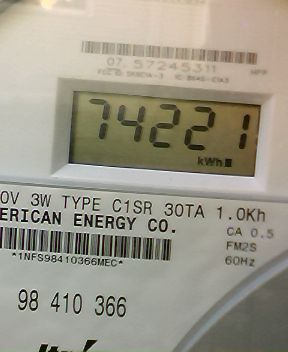 07. 57245311
74221
kWh
0V 3W TYPE C1SR 30TA 1.0Kh
ERICAN ENERGY CO.
CA 0.5
FM2S
60Hz
*1NFS98410366MEC*
98 410 366